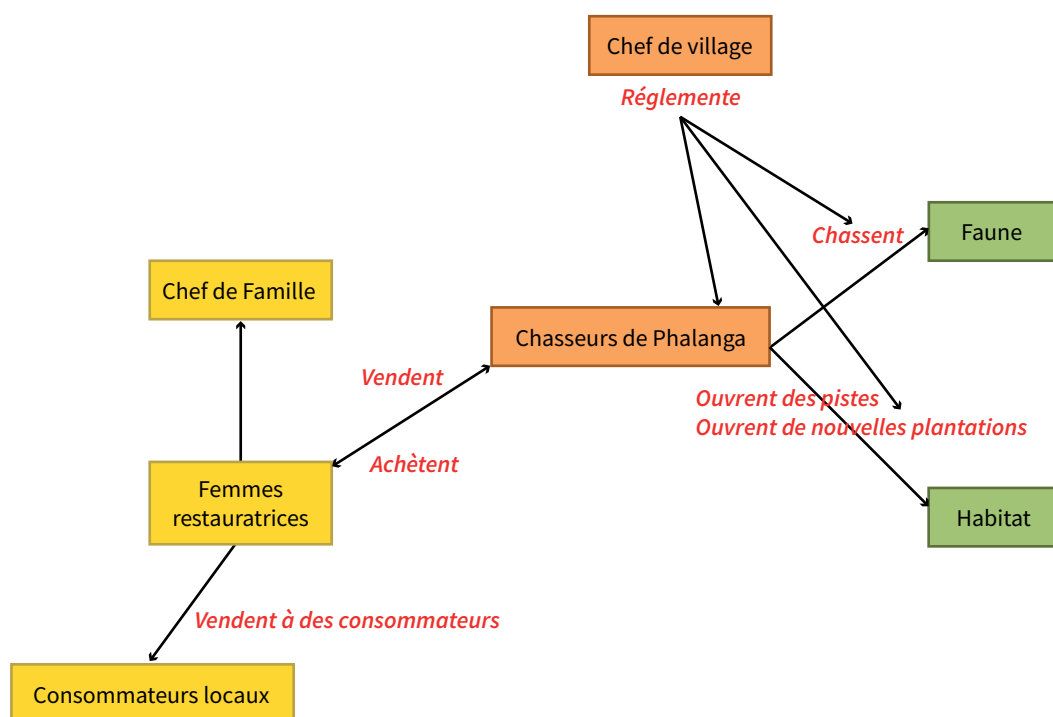 Chef de village
Réglemente
Chassent
Faune
Chef de Famille
Chasseurs de Phalanga
Vendent
Ouvrent des pistes
Ouvrent de nouvelles plantations
Achètent
Femmes
restauratrices
Habitat
Vendent à des consommateurs
Consommateurs locaux